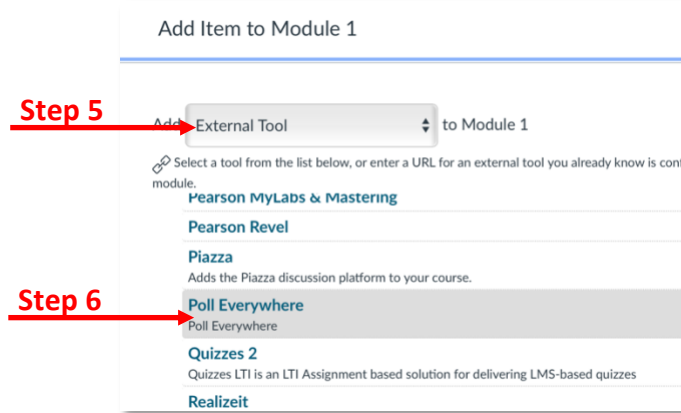 Add Item to Module 1
Step 5
Add External Tool to Module 1
Select a tool from the list below, or enter a URL for an external tool you already know is conf
module.
Pearson MyLabs & Mastering
Pearson Revel
Piazza
Adds the Piazza discussion platform to your course.
Step 6
Poll Everywhere
Poll Everywhere
Quizzes 2
Quizzes LTI is an LTI Assignment based solution for delivering LMS-based quizzes
Realizeit